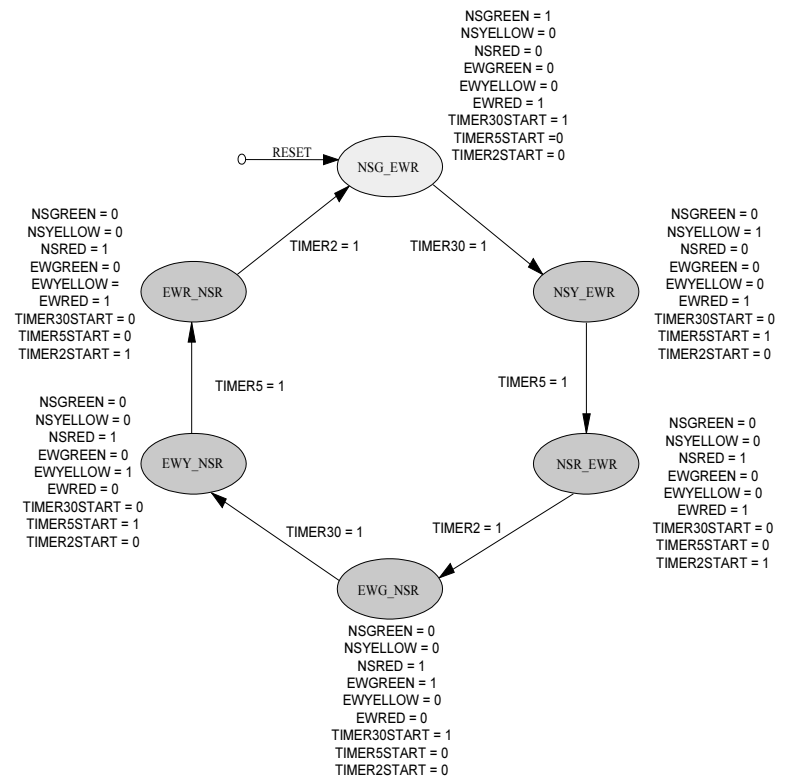 NSGREEN = 1
NSYELLOW = 0
NSRED = 0
EWGREEN = 0
EWYELLOW = 0
EWRED = 1
TIMER30START = 1
TIMER5START =0
TIMER2START = 0
RESET
NSG_EWR
TIMER2 = 1
TIMER30 = 1
NSGREEN = 0
NSYELLOW = 0
NSRED = 1
EWGREEN = 0
EWYELLOW =
EWRED = 1
TIMER30START = 0
TIMER5START = 0
TIMER2START = 1
EWR_NSR
NSY_EWR
NSGREEN = 0
NSYELLOW = 1
NSRED = 0
EWGREEN = 0
EWYELLOW = 0
EWRED = 1
TIMER30START = 0
TIMER5START = 1
TIMER2START = 0
TIMER5 = 1
TIMER5 = 1
NSGREEN = 0
NSYELLOW = 0
NSRED = 1
EWGREEN = 0
EWYELLOW = 1
EWRED = 0
TIMER30START = 0
TIMER5START = 1
TIMER2START = 0
EWY_NSR
NSR_EWR
NSGREEN = 0
NSYELLOW = 0
NSRED = 1
EWGREEN = 0
EWYELLOW = 0
EWRED = 1
TIMER30START = 0
TIMER5START = 0
TIMER2START = 1
TIMER30 = 1
TIMER2 = 1
EWG_NSR
NSGREEN = 0
NSYELLOW = 0
NSRED = 1
EWGREEN = 1
EWYELLOW = 0
EWRED = 0
TIMER30START = 1
TIMER5START = 0
TIMER2START = 0